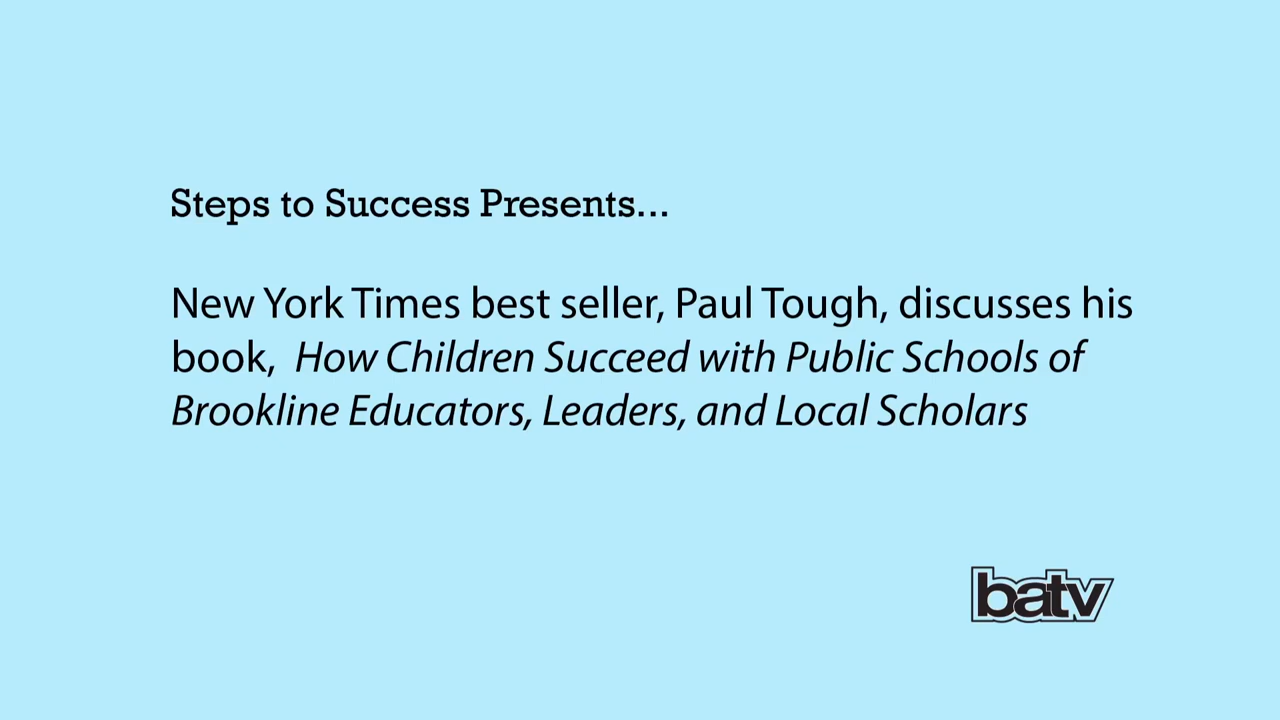 Steps to Success Presents...
New York Times best seller, Paul Tough, discusses his
book, How Children Succeed with Public Schools of
Brookline Educators, Leaders, and Local Scholars
batv